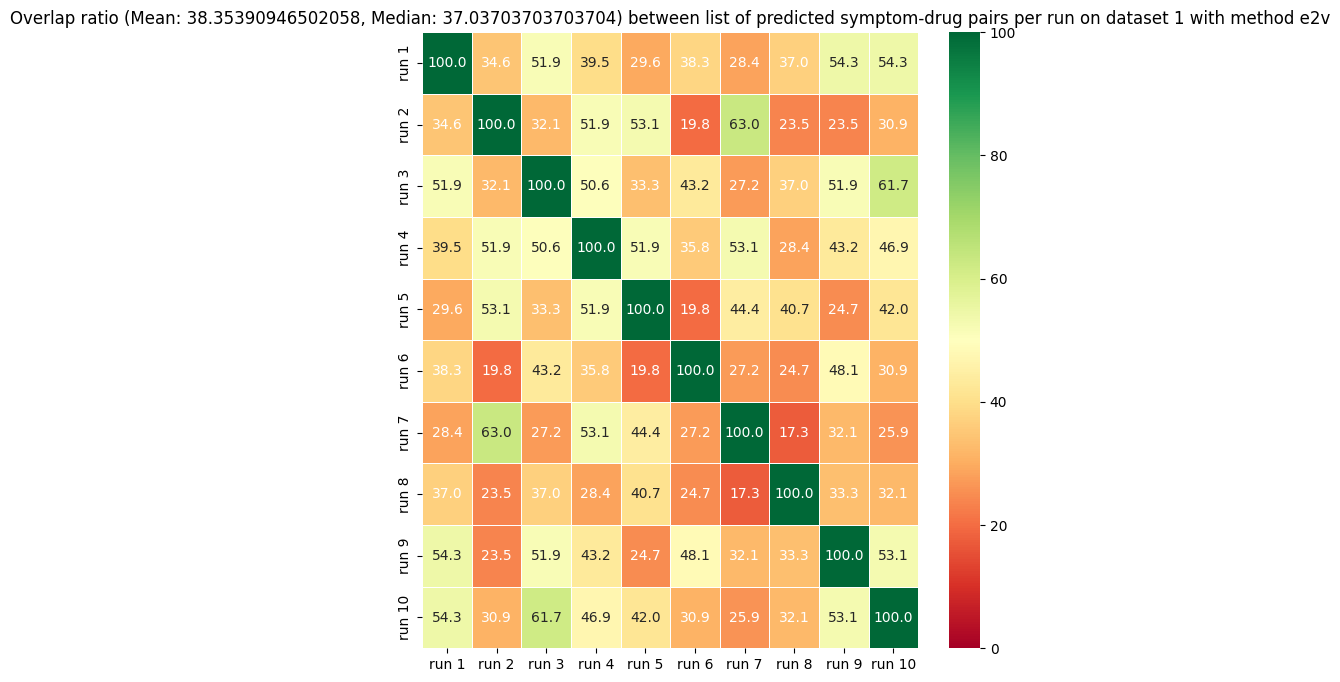 Overlap ratio (Mean: 38.35390946502058, Median: 37.03703703703704) between list of predicted symptom-drug pairs per run on dataset 1 with method e2v
run 1 100.0 34.6 51.9 39.5 29.6 38.3 28.4 37.0 54.3 54.3
run 2 34.6 100.0 32.1 51.9 53.1 19.8 63.0 23.5 23.5 30.9
run 3 51.9 32.1 100.0 50.6 33.3 43.2 27.2 37.0 51.9 61.7
run 4 39.5 51.9 50.6 100.0 51.9 35.8 53.1 28.4 43.2 46.9
run 5 29.6 53.1 33.3 51.9 100.0 19.8 44.4 40.7 24.7 42.0
run 6 38.3 19.8 43.2 35.8 19.8 100.0 27.2 24.7 48.1 30.9
run 7 28.4 63.0 27.2 53.1 44.4 27.2 100.0 17.3 32.1 25.9
run 8 37.0 23.5 37.0 28.4 40.7 24.7 17.3 100.0 33.3 32.1
run 9 54.3 23.5 51.9 43.2 24.7 48.1 32.1 33.3 100.0 53.1
run 10 54.3 30.9 61.7 46.9 42.0 30.9 25.9 32.1 53.1 100.0
run 1 run 2 run 3 run 4 run 5 run 6 run 7 run 8 run 9 run 10
100
80
60
40
20
0